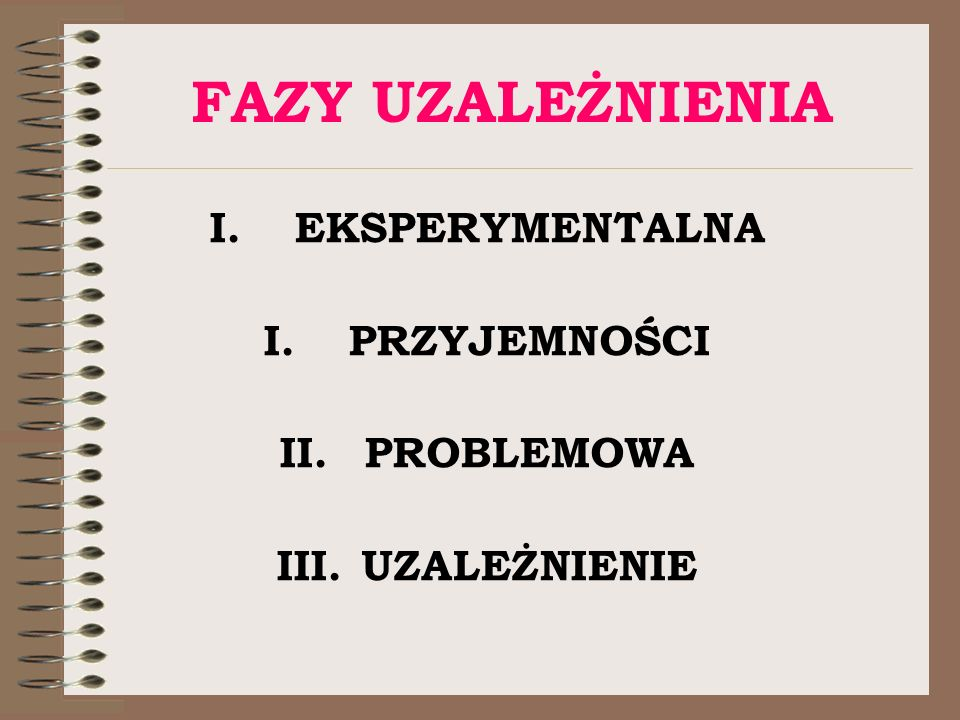 FAZY UZALEŻNIENIA
I. EKSPERYMENTALNA
I. PRZYJEMNOŚCI
II. PROBLEMOWA
III. UZALEŻNIENIE